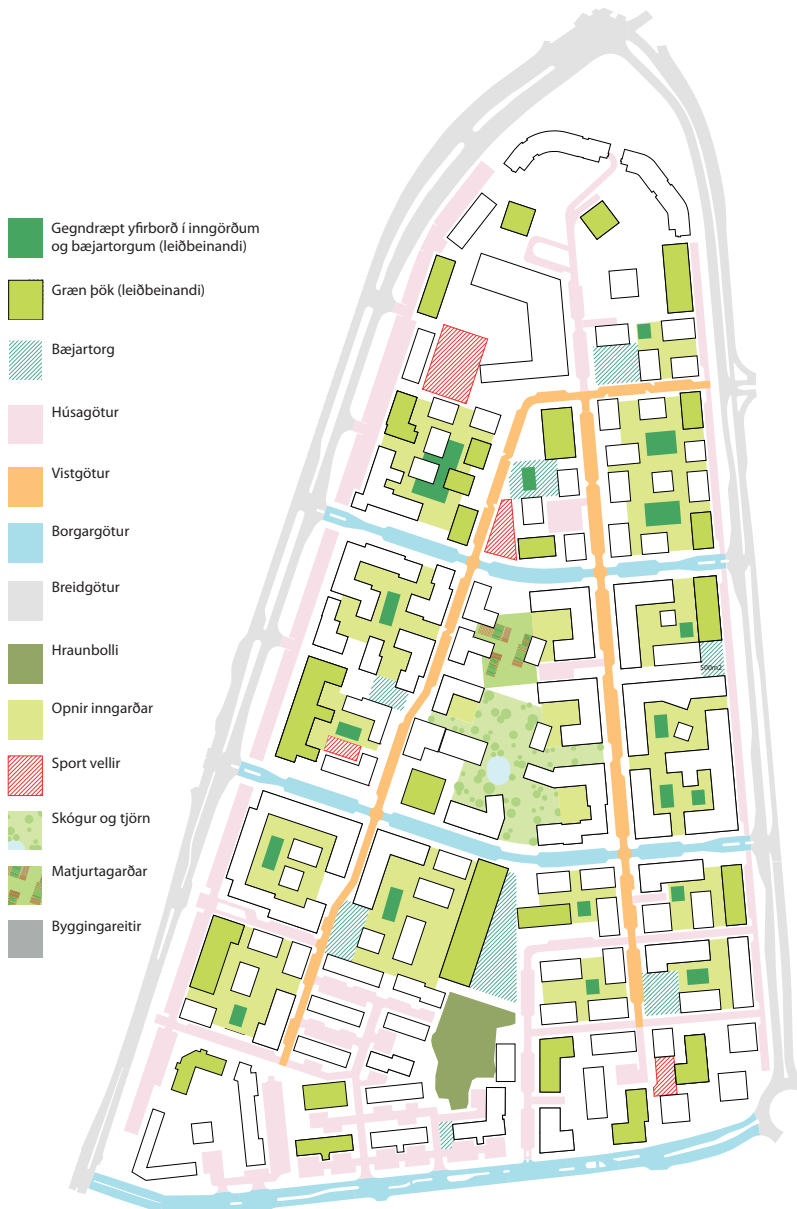 Gegndræpt yfirborð í inngörðum
og bæjartorgum (leiðbeinandi)
Græn þök (leiðbeinandi)
Bæjartorg
Húsagötur
Vistgötur
Borgargötur
Breidgötur
Hraunbolli
Opnir inngarðar
Sport vellir
Skógur og tjörn
Matjurtagarðar
Byggingareitir
500m2